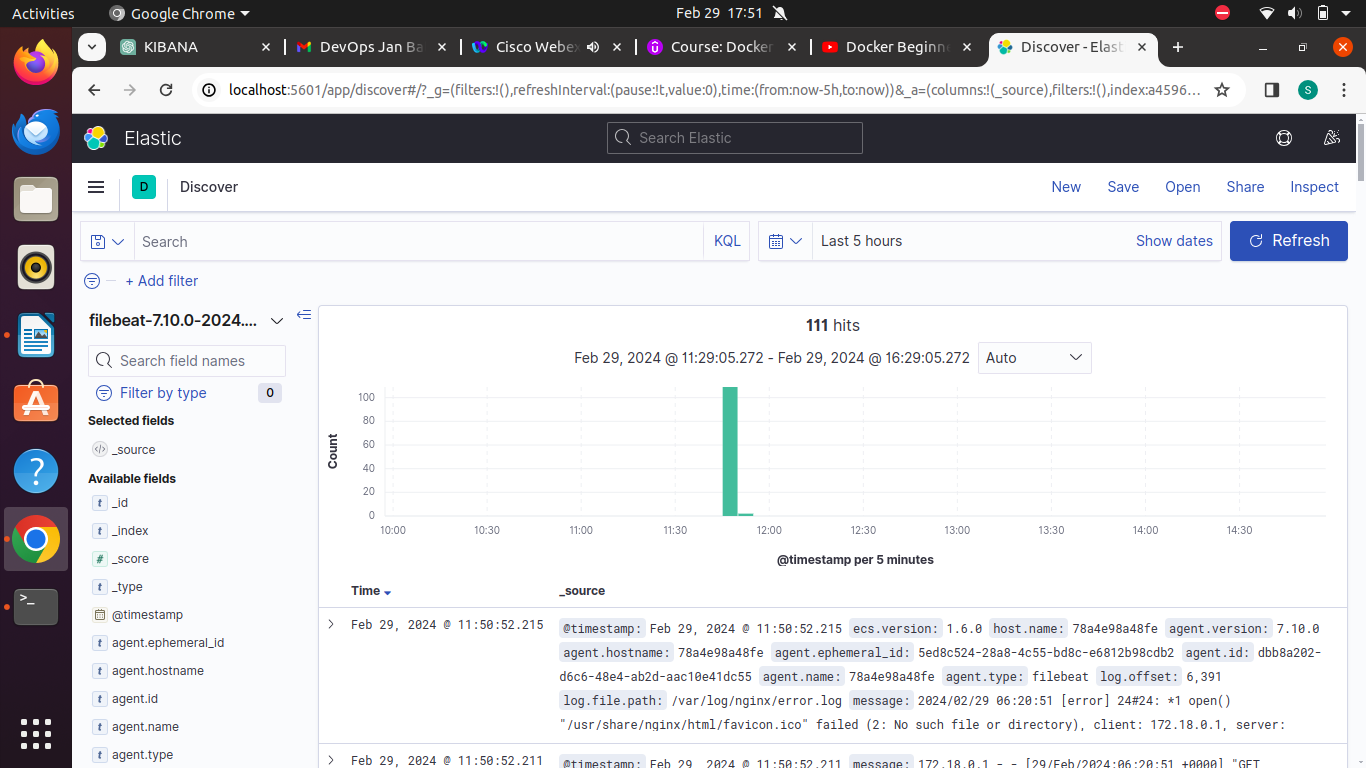 Activities Google Chrome Feb 29 17:51
KIBANA DevOps Jan Ba Cisco Webex Course: Docker Docker Beginne Discover - Elast
localhost:5601/app/discover#/?_g=(filters:!(),refreshInterval:(pause:!t,value:0),time:(from:now-5h,to:now))&_a=(columns:!(_source),filters:!(),index:a4596… S
Elastic Search Elastic
D Discover New Save Open Share Inspect
Search KQL Last 5 hours Show dates Refresh
+ Add filter
filebeat-7.10.0-2024.…
Search field names
Filter by type 0
Selected fields
_source
Available fields
t _id
t _index
# _score
t _type
@timestamp
t agent.ephemeral_id
t agent.hostname
t agent.id
t agent.name
t agent.type
111 hits
Feb 29, 2024 @ 11:29:05.272 - Feb 29, 2024 @ 16:29:05.272 Auto
Count
100
80
60
40
20
0
10:00 10:30 11:00 11:30 12:00 12:30 13:00 13:30 14:00 14:30
@timestamp per 5 minutes
Time _source
Feb 29, 2024 @ 11:50:52.215 @timestamp: Feb 29, 2024 @ 11:50:52.215 ecs.version: 1.6.0 host.name: 78a4e98a48fe agent.version: 7.10.0
agent.hostname: 78a4e98a48fe agent.ephemeral_id: 5ed8c524-28a8-4c55-bd8c-e6812b98cdb2 agent.id: dbb8a202-
d6c6-48e4-ab2d-aac10e41dc55 agent.name: 78a4e98a48fe agent.type: filebeat log.offset: 6,391
log.file.path: /var/log/nginx/error.log message: 2024/02/29 06:20:51 [error] 24#24: *1 open()
"/usr/share/nginx/html/favicon.ico" failed (2: No such file or directory), client: 172.18.0.1, server:
Feb 29, 2024 @ 11:50:52.211 @timestamp: Feb 29, 2024 @ 11:50:52.211 message: 172.18.0.1 - - [29/Feb/2024:06:20:51 +0000] "GET